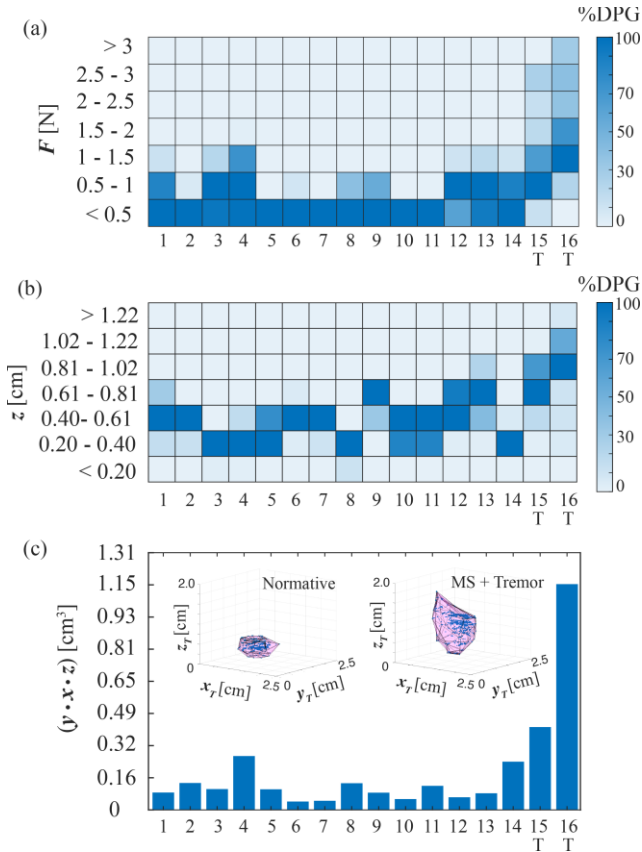 (a)
%DPG
F [N]
> 3
2.5 - 3
2 - 2.5
1.5 - 2
1 - 1.5
0.5 - 1
< 0.5
100
70
50
30
0
1 2 3 4 5 6 7 8 9 10 11 12 13 14 15 16
T T
(b)
%DPG
z [cm]
> 1.22
1.02 - 1.22
0.81 - 1.02
0.61 - 0.81
0.40- 0.61
0.20 - 0.40
< 0.20
100
70
50
30
0
1 2 3 4 5 6 7 8 9 10 11 12 13 14 15 16
T T
(c)
(y • x • z) [cm³]
1.31
1.15
0.93
0.81
0.65
0.49
0.32
0.16
0
Normative
2.0
z_T [cm]
0
x_T [cm]
2.5 0
y_T [cm]
2.5
MS + Tremor
2.0
z_T [cm]
0
x_T [cm]
2.5 0
y_T [cm]
2.5
1 2 3 4 5 6 7 8 9 10 11 12 13 14 15 16
T T